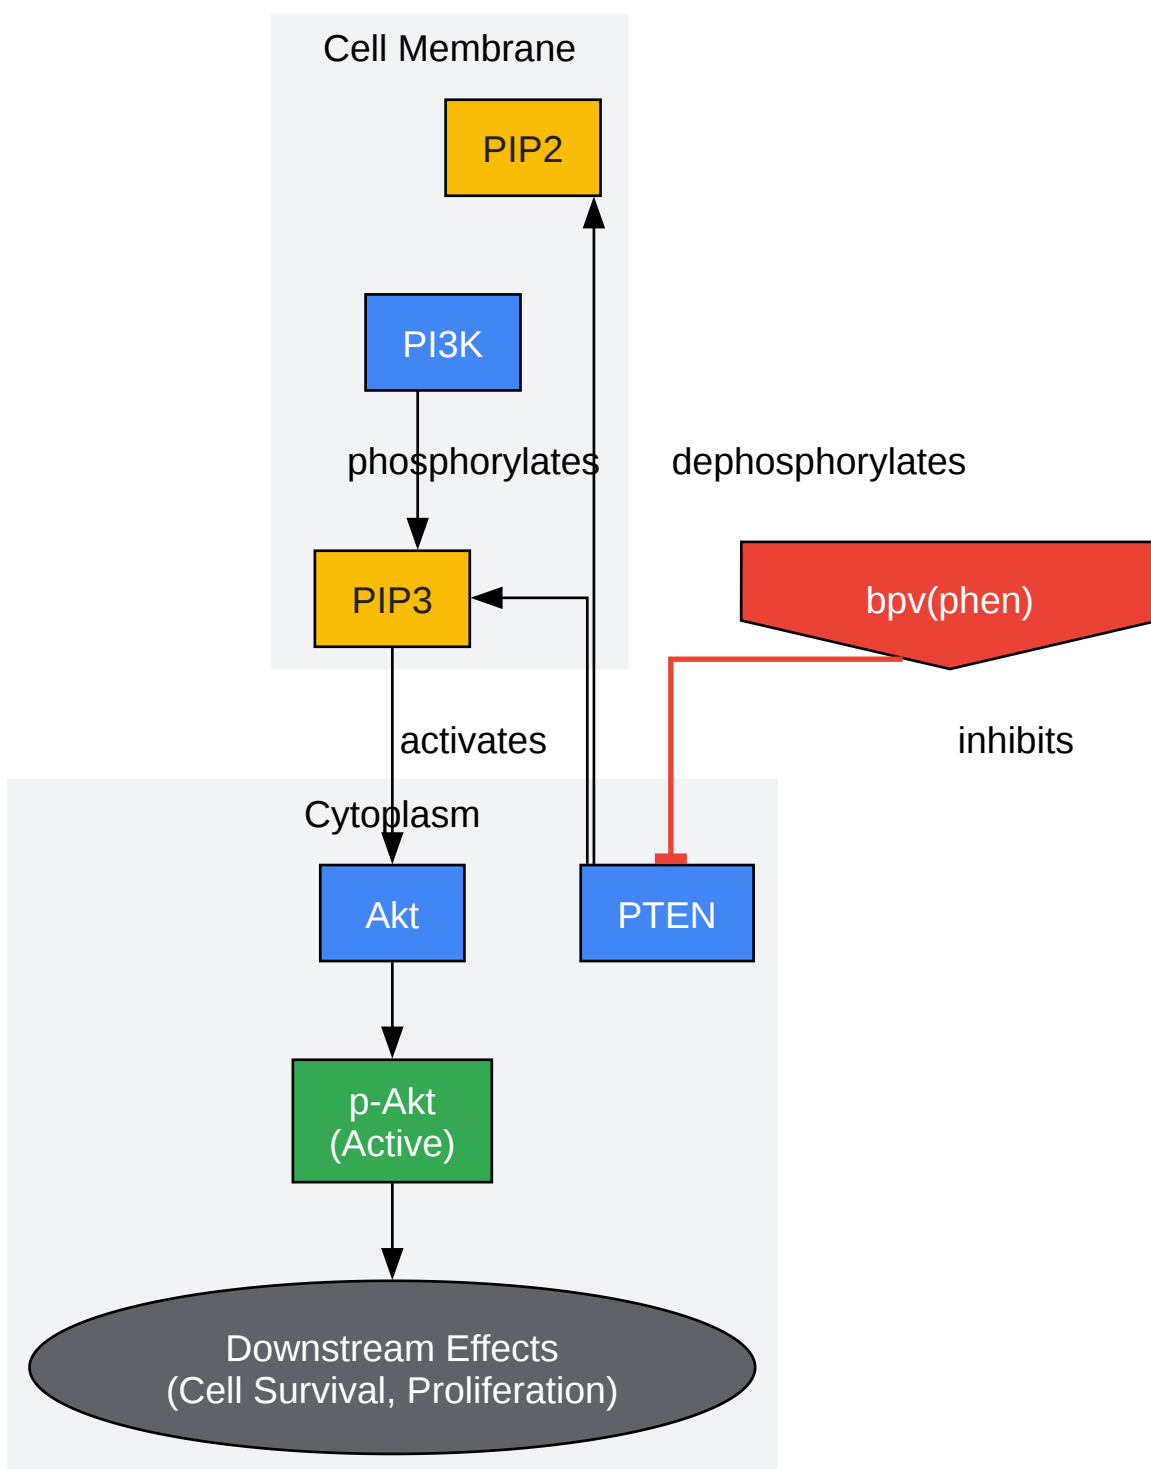 Cell Membrane
PIP2
PI3K
phosphorylates
dephosphorylates
PIP3
bpv(phen)
activates
inhibits
Cytoplasm
Akt
PTEN
p-Akt
(Active)
Downstream Effects
(Cell Survival, Proliferation)